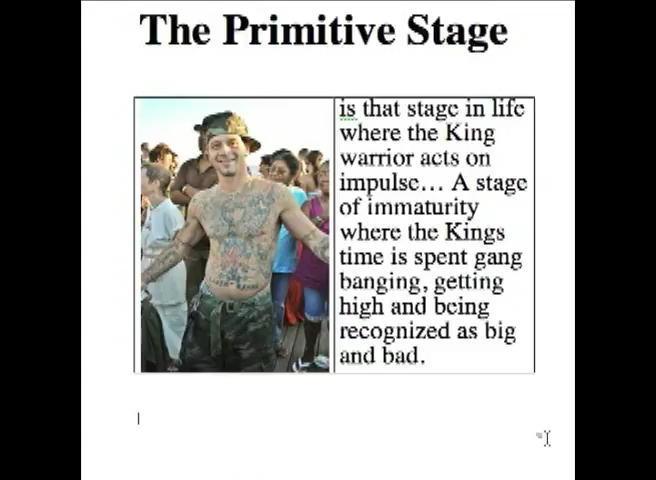 The Primitive Stage
is that stage in life
where the King
warrior acts on
impulse... A stage
of immaturity
where the Kings
time is spent gang
banging, getting
high and being
recognized as big
and bad.